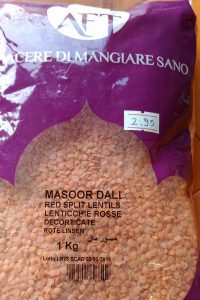 AFT
IACERE DI MANGIARE SANO
2.95
MASOOR DALL
RED SPLIT LENTILS
LENTICCHIE ROSSE
DECORTICATE
ROTE LINSEN
مسور دال
1 Kg